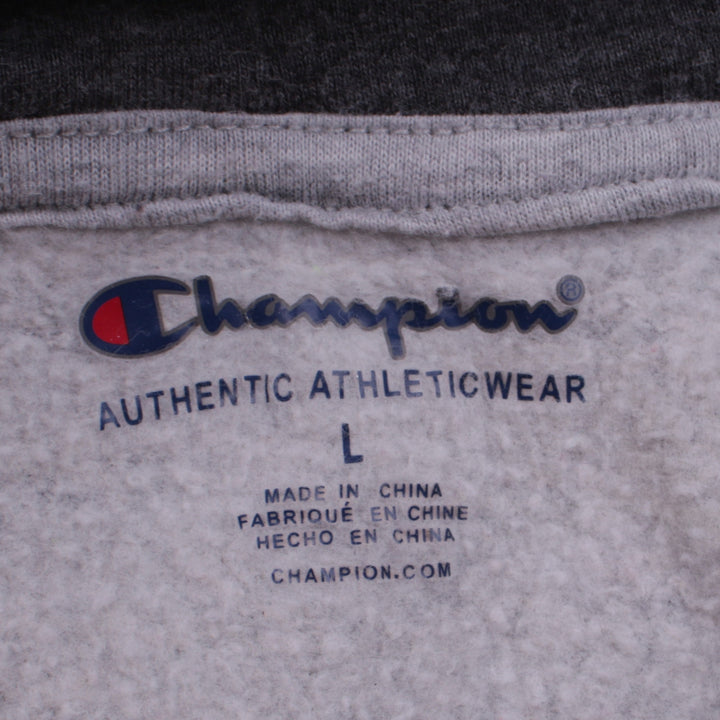 Champion®
AUTHENTIC ATHLETICWEAR
L
MADE IN CHINA
FABRIQUÉ EN CHINE
HECHO EN CHINA
CHAMPION.COM